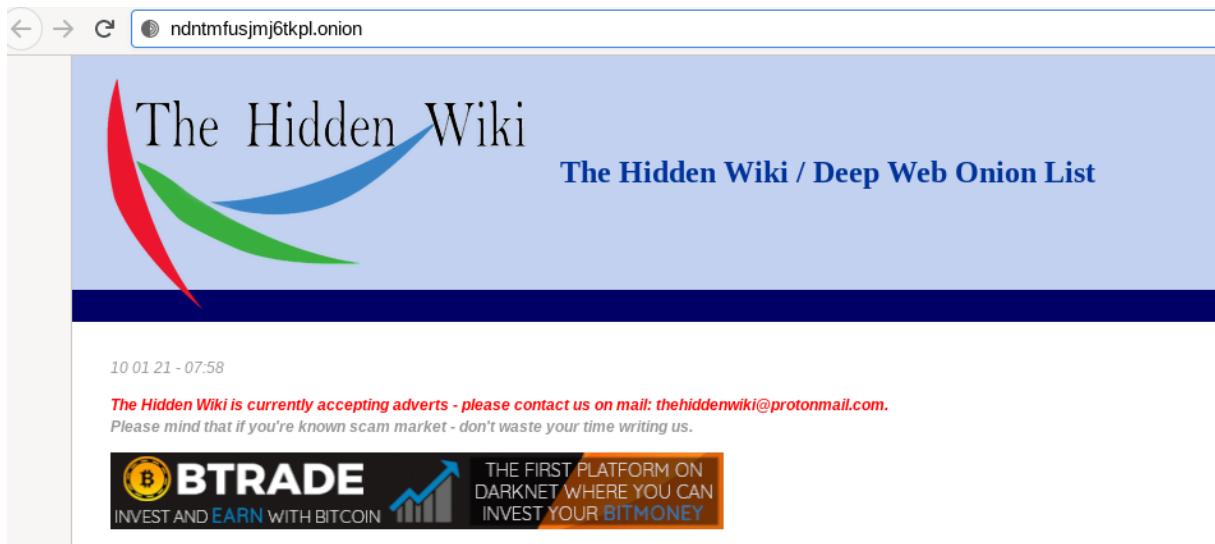 ndntmfusjmj6tkpl.onion
The Hidden Wiki
The Hidden Wiki / Deep Web Onion List
10 01 21 - 07:58
The Hidden Wiki is currently accepting adverts - please contact us on mail: thehiddenwiki@protonmail.com.
Please mind that if you're known scam market - don't waste your time writing us.
BTRADE
INVEST AND EARN WITH BITCOIN
THE FIRST PLATFORM ON
DARKNET WHERE YOU CAN
INVEST YOUR BITMONEY